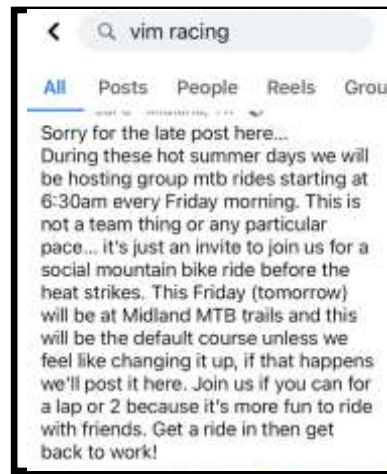 vim racing
All Posts People Reels Grou
Sorry for the late post here...
During these hot summer days we will
be hosting group mtb rides starting at
6:30am every Friday morning. This is
not a team thing or any particular
pace... it's just an invite to join us for a
social mountain bike ride before the
heat strikes. This Friday (tomorrow)
will be at Midland MTB trails and this
will be the default course unless we
feel like changing it up, if that happens
we'll post it here. Join us if you can for
a lap or 2 because it's more fun to ride
with friends. Get a ride in then get
back to work!